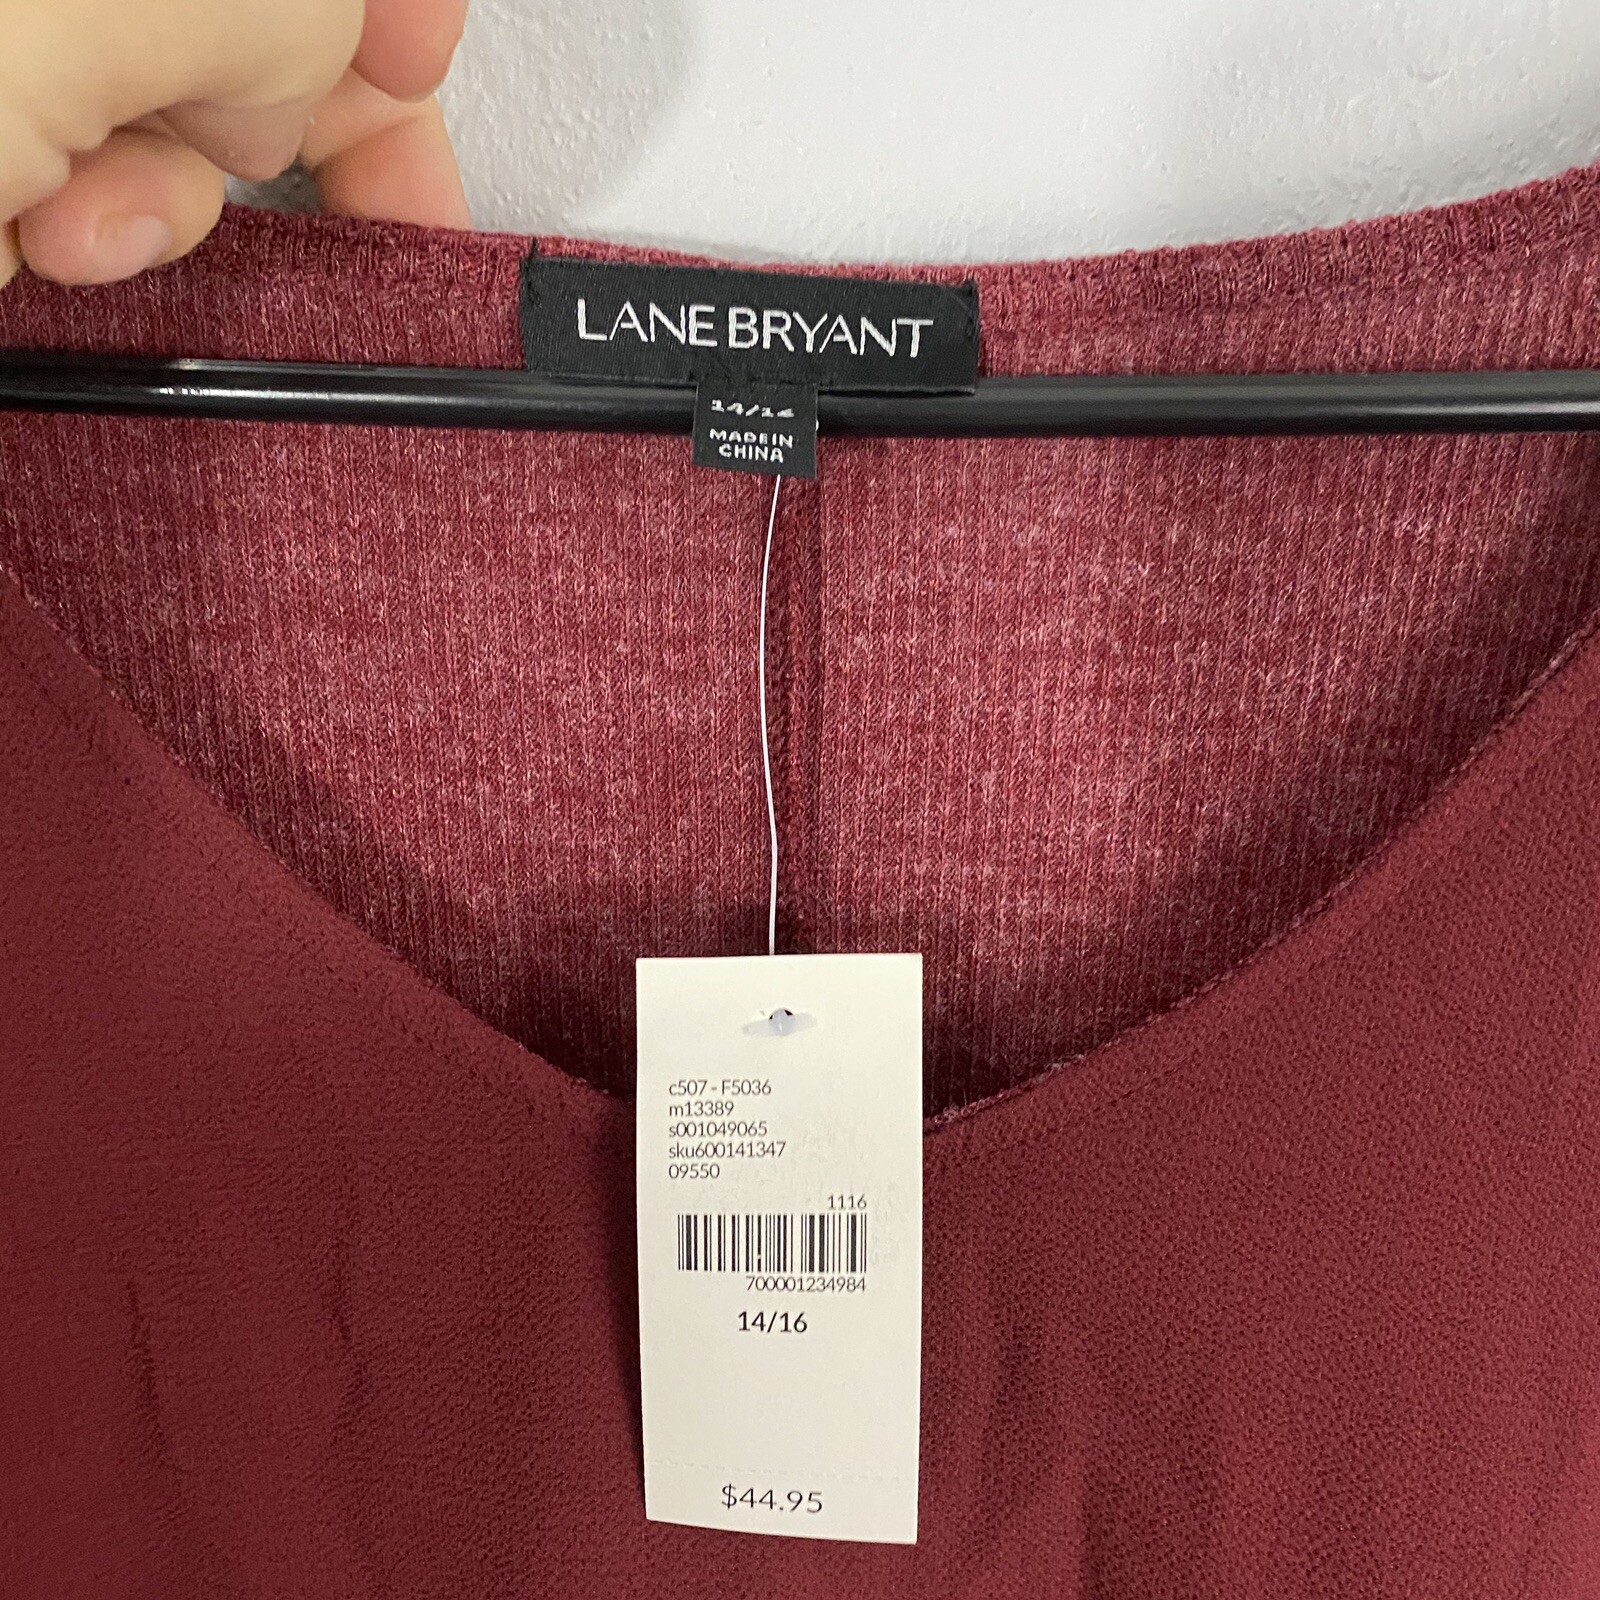 LANE BRYANT
14/16
MADE IN
CHINA
c507 - F5036
m13389
s001049065
sku600141347
09550
1116
700001234984
14/16
$44.95